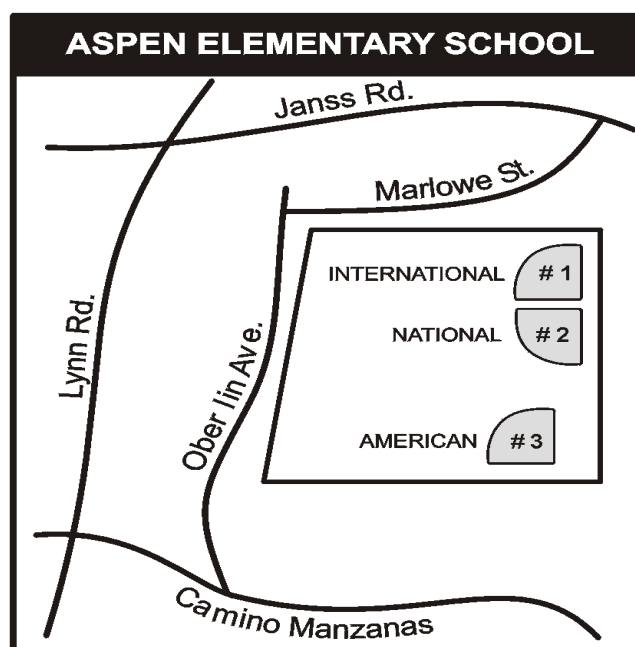 ASPEN ELEMENTARY SCHOOL
Janss Rd.
Marlowe St.
INTERNATIONAL # 1
NATIONAL # 2
Lynn Rd.
Ober lin Ave.
AMERICAN # 3
Camino Manzanas